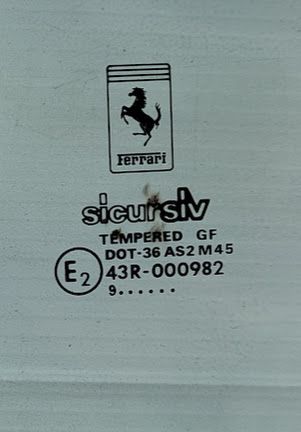 Ferrari
sicursiv
TEMPERED GF
DOT-36 AS2 M45
E2 43R-000982
9......